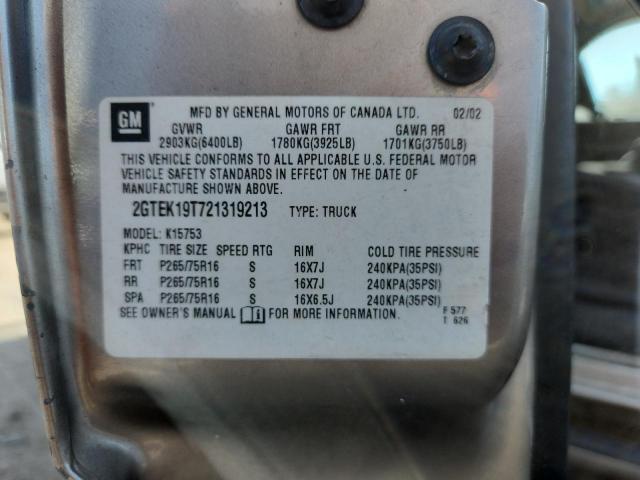 GM MFD BY GENERAL MOTORS OF CANADA LTD. 02/02
GVWR GAWR FRT GAWR RR
2903KG(6400LB) 1780KG(3925LB) 1701KG(3750LB)
THIS VEHICLE CONFORMS TO ALL APPLICABLE U.S. FEDERAL MOTOR
VEHICLE SAFETY STANDARDS IN EFFECT ON THE DATE OF
MANUFACTURE SHOWN ABOVE.
2GTEK19T721319213 TYPE: TRUCK
MODEL: K15753
KPHC TIRE SIZE SPEED RTG RIM COLD TIRE PRESSURE
FRT P265/75R16 S 16X7J 240KPA(35PSI)
RR P265/75R16 S 16X7J 240KPA(35PSI)
SPA P265/75R16 S 16X6.5J 240KPA(35PSI)
SEE OWNER'S MANUAL FOR MORE INFORMATION. F 577
T 626